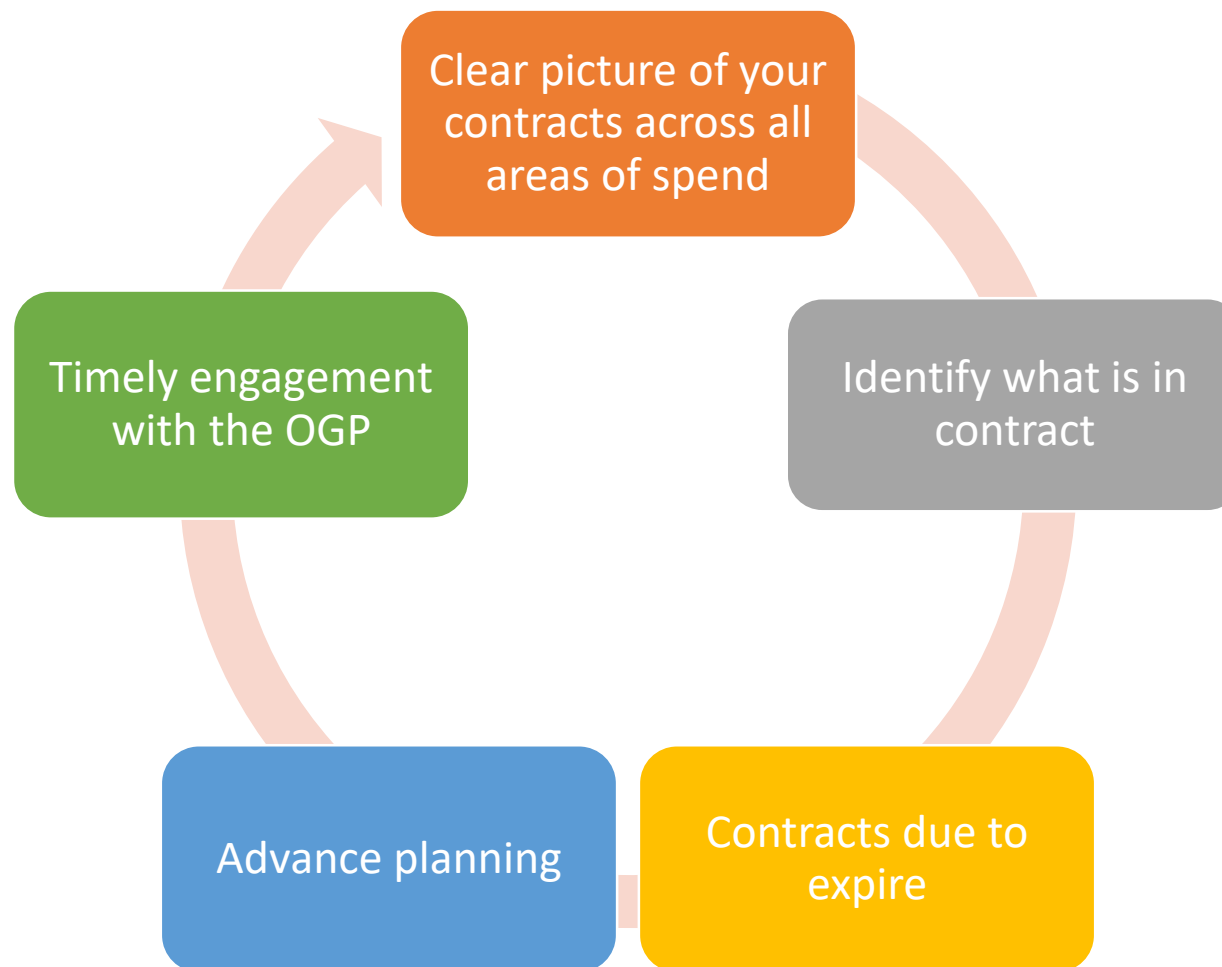 Clear picture of your
contracts across all
areas of spend
Identify what is in
contract
Contracts due to
expire
Advance planning
Timely engagement
with the OGP